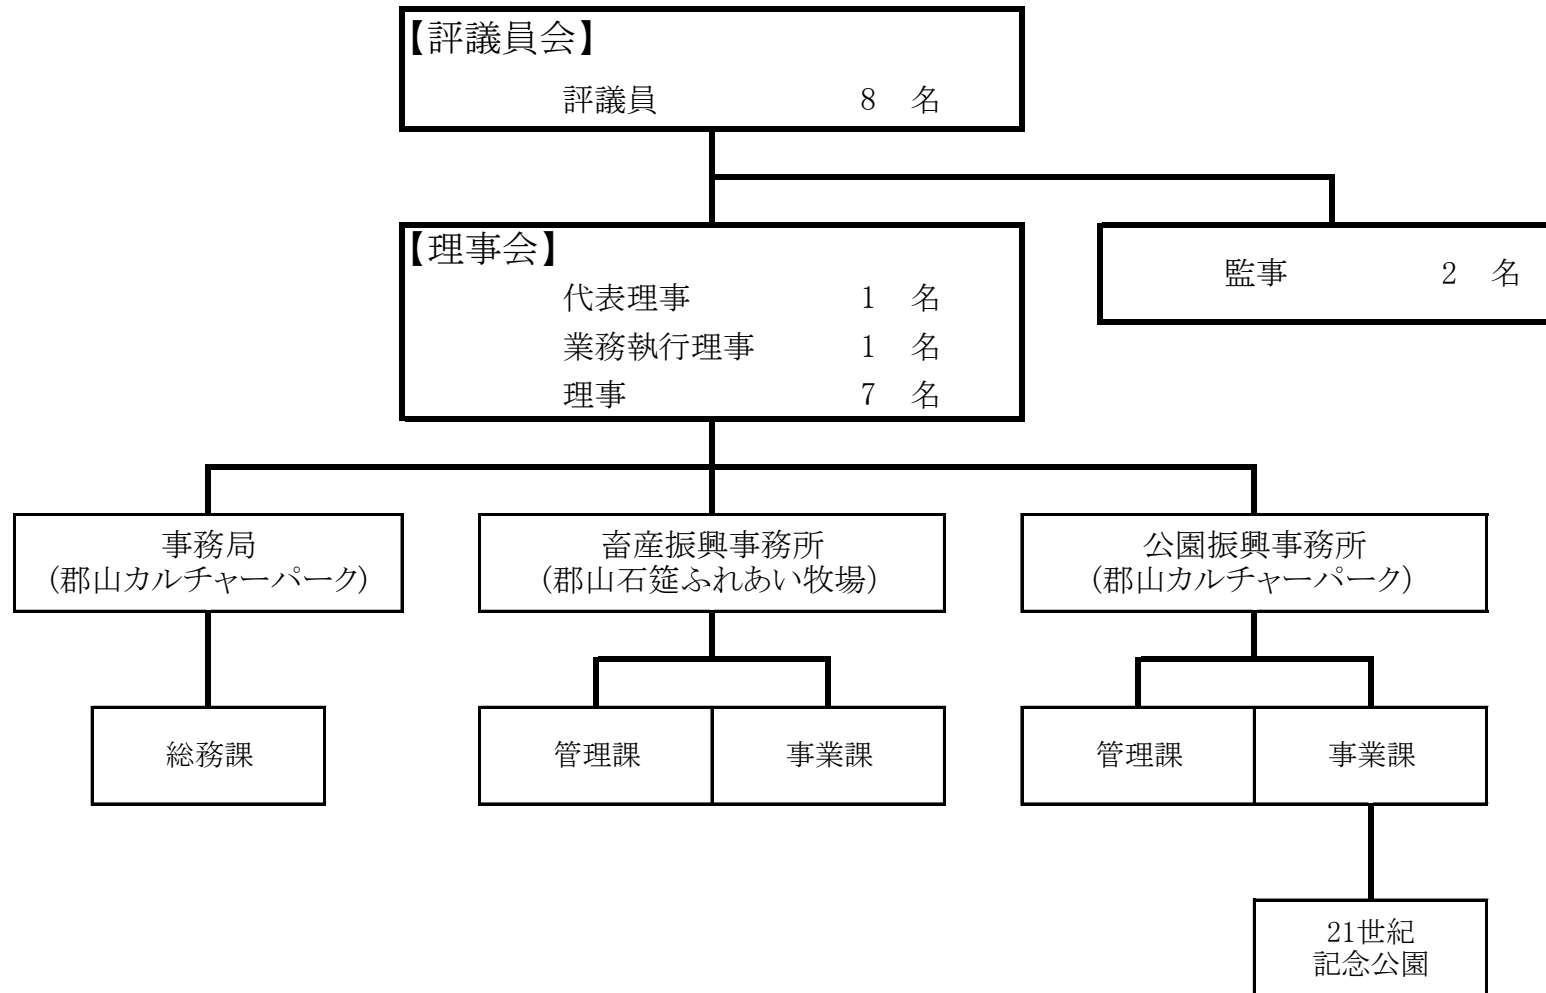 【評議員会】
評議員 8 名
【理事会】
代表理事 1 名
業務執行理事 1 名
理事 7 名
監事 2 名
事務局
(郡山カルチャーパーク)
畜産振興事務所
(郡山石筵ふれあい牧場)
公園振興事務所
(郡山カルチャーパーク)
総務課
管理課
事業課
管理課
事業課
21世紀
記念公園